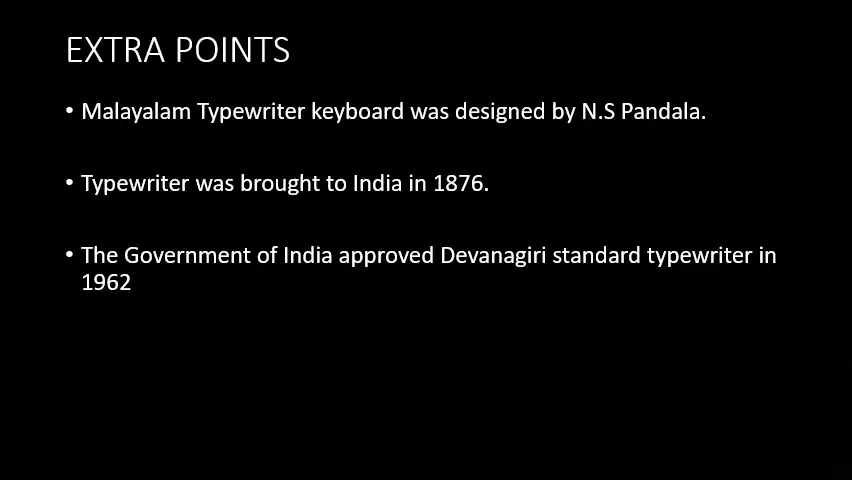 EXTRA POINTS
• Malayalam Typewriter keyboard was designed by N.S Pandala.
• Typewriter was brought to India in 1876.
• The Government of India approved Devanagiri standard typewriter in
1962